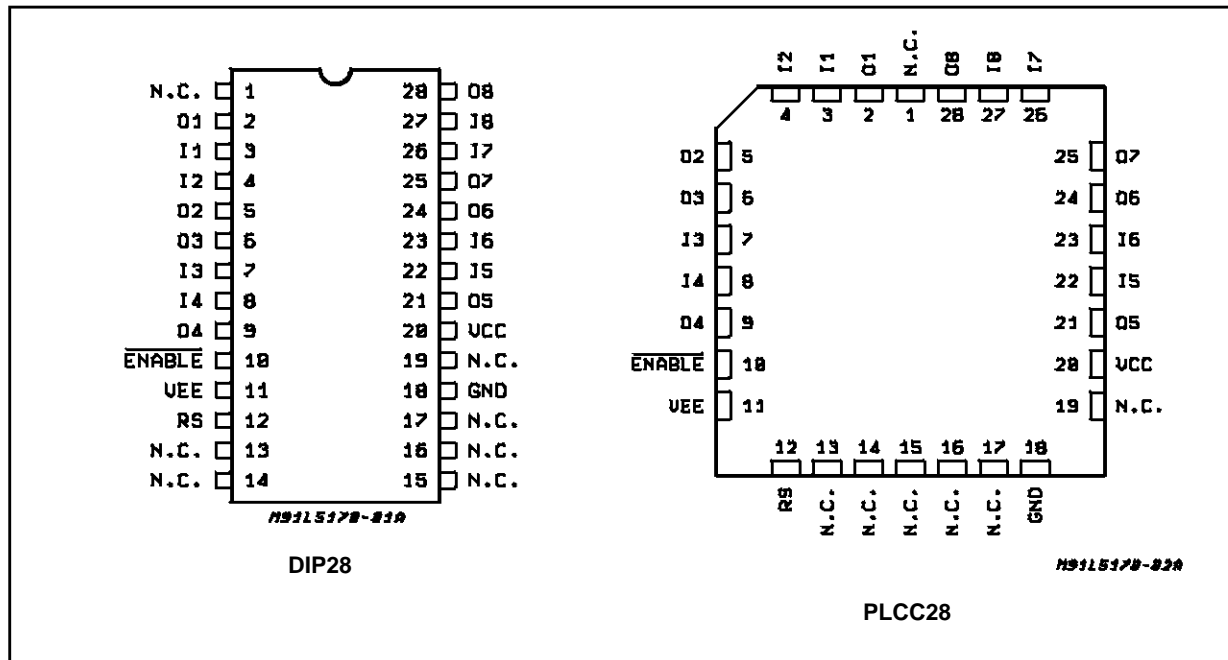 N.C. 1 28 O8
O1 2 27 I8
I1 3 26 I7
I2 4 25 O7
O2 5 24 O6
O3 6 23 I6
I3 7 22 I5
I4 8 21 O5
O4 9 20 VCC
ENABLE 10 19 N.C.
VEE 11 18 GND
RS 12 17 N.C.
N.C. 13 16 N.C.
N.C. 14 15 N.C.
M91L5170-01A
DIP28
I2 I1 O1 N.C. O8 I8 I7
4 3 2 1 28 27 26
O2 5 25 O7
O3 6 24 O6
I3 7 23 I6
I4 8 22 I5
O4 9 21 O5
ENABLE 10 20 VCC
VEE 11 19 N.C.
12 13 14 15 16 17 18
RS N.C. N.C. N.C. N.C. N.C. GND
M91L5170-02A
PLCC28